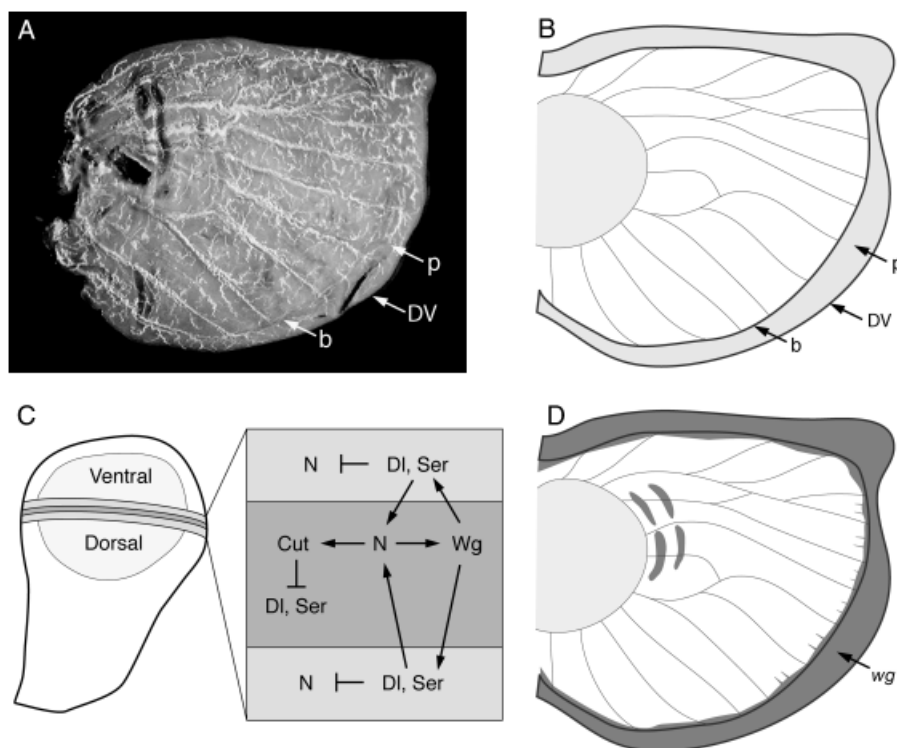 A
p
DV
b
B
p
DV
b
C
Ventral
Dorsal
N Dl, Ser
Cut N Wg
Dl, Ser
N Dl, Ser
D
wg